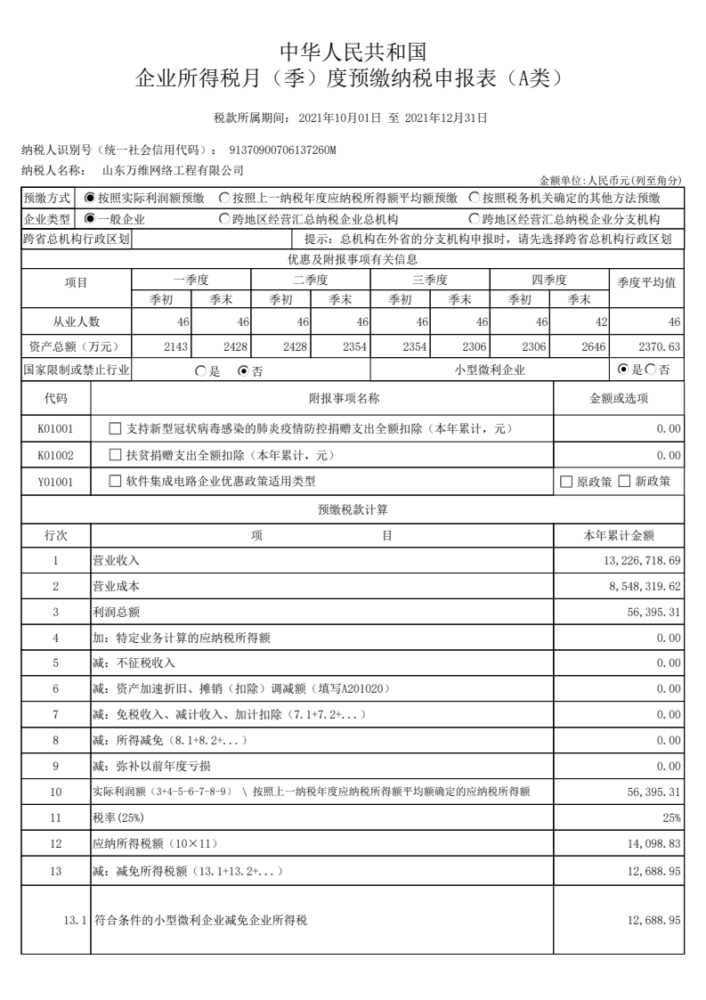 中华人民共和国
企业所得税月（季）度预缴纳税申报表（A类）
税款所属期间： 2021年10月01日 至 2021年12月31日
纳税人识别号（统一社会信用代码）： 91370900706137260M
纳税人名称： 山东万维网络工程有限公司
金额单位:人民币元(列至角分)
预缴方式 按照实际利润额预缴 按照上一纳税年度应纳税所得额平均额预缴 按照税务机关确定的其他方法预缴
企业类型 一般企业 跨地区经营汇总纳税企业总机构 跨地区经营汇总纳税企业分支机构
跨省总机构行政区划 提示：总机构在外省的分支机构申报时，请先选择跨省总机构行政区划
优惠及附报事项有关信息
项目 一季度 二季度 三季度 四季度 季度平均值
季初 季末 季初 季末 季初 季末 季初 季末
从业人数 46 46 46 46 46 46 46 42 46
资产总额（万元） 2143 2428 2428 2354 2354 2306 2306 2646 2370.63
国家限制或禁止行业 是 否 小型微利企业 是 否
代码 附报事项名称 金额或选项
K01001 支持新型冠状病毒感染的肺炎疫情防控捐赠支出全额扣除（本年累计，元） 0.00
K01002 扶贫捐赠支出全额扣除（本年累计，元） 0.00
Y01001 软件集成电路企业优惠政策适用类型 原政策 新政策
预缴税款计算
行次 项 目 本年累计金额
1 营业收入 13,226,718.69
2 营业成本 8,548,319.62
3 利润总额 56,395.31
4 加：特定业务计算的应纳税所得额 0.00
5 减：不征税收入 0.00
6 减：资产加速折旧、摊销（扣除）调减额（填写A201020） 0.00
7 减：免税收入、减计收入、加计扣除（7.1+7.2+...） 0.00
8 减：所得减免（8.1+8.2+...） 0.00
9 减：弥补以前年度亏损 0.00
10 实际利润额（3+4-5-6-7-8-9） \ 按照上一纳税年度应纳税所得额平均额确定的应纳税所得额 56,395.31
11 税率(25%) 25%
12 应纳所得税额（10×11） 14,098.83
13 减：减免所得税额（13.1+13.2+...） 12,688.95
13.1 符合条件的小型微利企业减免企业所得税 12,688.95